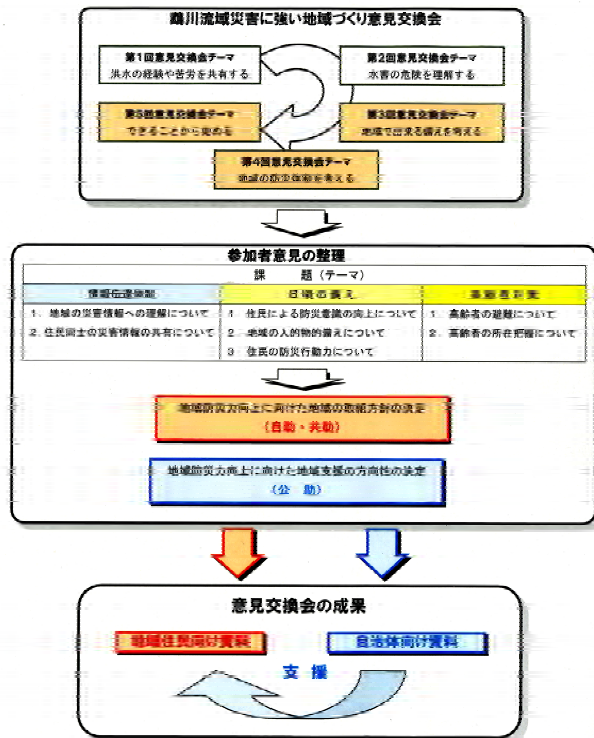 鵡川流域災害に強い地域づくり意見交換会
第1回意見交換会テーマ
洪水の経験や苦労を共有する
第2回意見交換会テーマ
水害の危険を理解する
第5回意見交換会テーマ
できることから始める
第3回意見交換会テーマ
地域で出来る備えを考える
第4回意見交換会テーマ
地域の防災体制を考える
参加者意見の整理
課 題(テーマ)
情報伝達体制
日頃の備え
高齢者対策
1. 地域の災害情報への理解について
2. 住民同士の災害情報の共有について
1 住民による防災意識の向上について
2. 地域の人的物的備えについて
3 住民の防災行動力について
1. 高齢者の避難について
2. 高齢者の所在把握について
地域防災力向上に向けた地域の取組方針の決定
(自助・共助)
地域防災力向上に向けた地域支援の方向性の決定
(公 助)
意見交換会の成果
地域住民向け資料
自治体向け資料
支 援